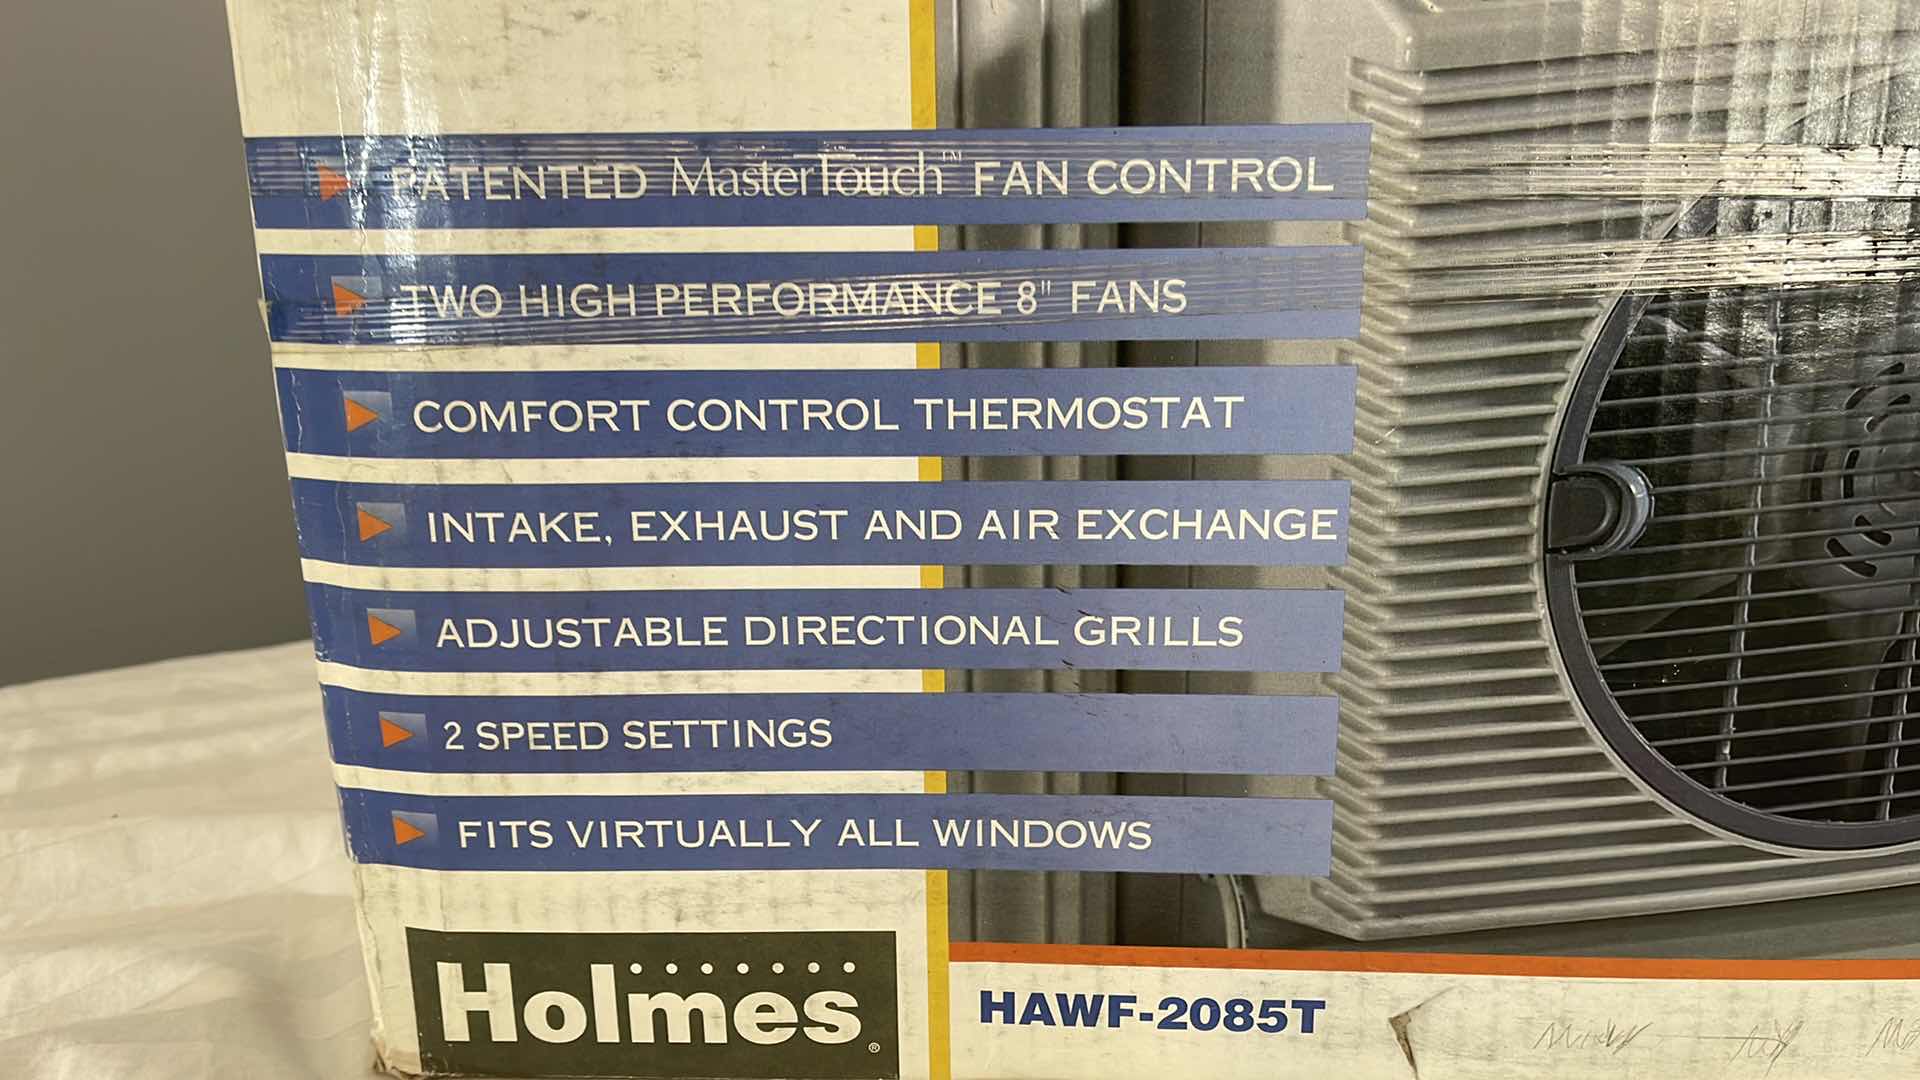 PATENTED MasterTouch™ FAN CONTROL
TWO HIGH PERFORMANCE 8" FANS
COMFORT CONTROL THERMOSTAT
INTAKE, EXHAUST AND AIR EXCHANGE
ADJUSTABLE DIRECTIONAL GRILLS
2 SPEED SETTINGS
FITS VIRTUALLY ALL WINDOWS
Holmes®
HAWF-2085T